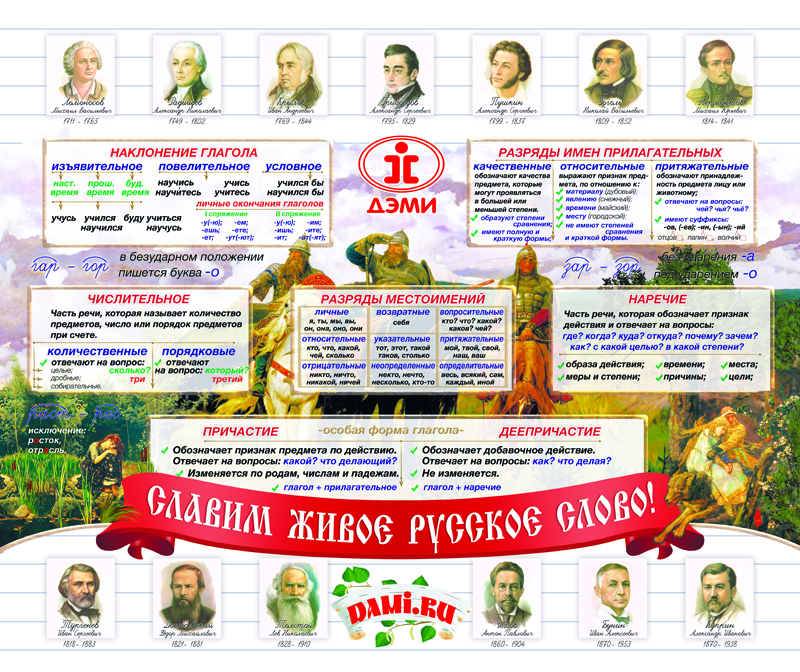 Ломоносов
Михаил Васильевич
1711 - 1765
Радищев
Александр Николаевич
1749 - 1802
Крылов
Иван Андреевич
1769 - 1844
Грибоедов
Александр Сергеевич
1795 - 1829
Пушкин
Александр Сергеевич
1799 - 1837
Гоголь
Николай Васильевич
1809 - 1852
Лермонтов
Михаил Юрьевич
1814 - 1841
НАКЛОНЕНИЕ ГЛАГОЛА
изъявительное повелительное условное
наст. время прош. время буд. время
учусь учился научился буду учиться научусь
научись научитесь учись учитесь
учился бы научился бы
личные окончания глаголов
I спряжение
-у(-ю); -ем;
-ешь; -ете;
-ет; -ут(ют);
II спряжение
-у(-ю); -им;
-ишь; -ите;
-ит; -ат(-ят);
ДЭМИ
РАЗРЯДЫ ИМЕН ПРИЛАГАТЕЛЬНЫХ
качественные
обозначают качества
предмета, которые
могут проявляться
в большей или
меньшей степени.
образуют степени
сравнения;
имеют полную и
краткую формы;
относительные
выражают признак пред-
мета, по отношению к:
материалу (дубовый);
явлению (снежный);
времени (майский);
месту (городской);
не имеют степеней
сравнения
и краткой формы.
притяжательные
обозначают принадлеж-
ность предмета лицу или
животному;
отвечают на вопросы:
чей? чья? чьё?
имеют суффиксы:
-ов, (-ев); -ин, (-ын); -ий
отцов, папин, волчий
гар - гор в безударном положении
пишется буква -о
зар - зор без ударения -а
под ударением -о
ЧИСЛИТЕЛЬНОЕ
Часть речи, которая называет количество
предметов, число или порядок предметов
при счете.
количественные
отвечают на вопрос:
целые; сколько?
дробные; три
собирательные.
порядковые
отвечают
на вопрос: который?
третий
РАЗРЯДЫ МЕСТОИМЕНИЙ
личные
я, ты, мы, вы,
он, она, оно, они
возвратные
себя
вопросительные
кто? что? какой?
каков? чей?
относительные
кто, что, какой,
чей, сколько
указательные
тот, этот, такой
таков, столько
притяжательные
мой, твой, свой,
наш, ваш
отрицательные
никто, ничто,
никакой, ничей
неопределенные
некто, нечто,
несколько, кто-то
определительные
весь, всякий, сам,
каждый, иной
НАРЕЧИЕ
Часть речи, которая обозначает признак
действия и отвечает на вопросы:
где? когда? куда? откуда? почему? зачем?
как? с какой целью? в какой степени?
образа действия; времени; места;
меры и степени; причины; цели;
исключение:
росток,
отрасль.
ПРИЧАСТИЕ -особая форма глагола- ДЕЕПРИЧАСТИЕ
Обозначает признак предмета по действию.
Отвечает на вопросы: какой? что делающий?
Изменяется по родам, числам и падежам.
глагол + прилагательное
Обозначает добавочное действие.
Отвечает на вопросы: как? что делая?
Не изменяется.
глагол + наречие
СЛАВИМ ЖИВОЕ РУССКОЕ СЛОВО!
Тургенев
Иван Сергеевич
1818 - 1883
Достоевский
Федор Михайлович
1821 - 1881
Толстой
Лев Николаевич
1828 - 1910
DAMI.RU
Чехов
Антон Павлович
1860 - 1904
Бунин
Иван Алексеевич
1870 - 1953
Куприн
Александр Иванович
1870 - 1938